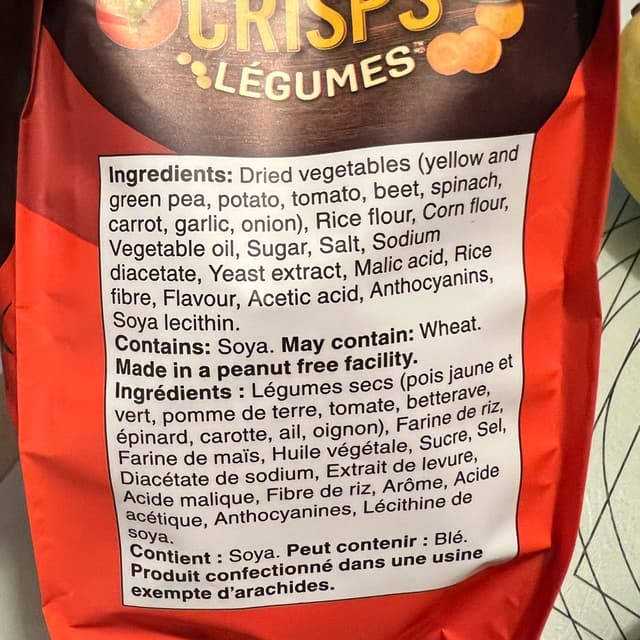 CRISPS
LÉGUMES™
Ingredients: Dried vegetables (yellow and
green pea, potato, tomato, beet, spinach,
carrot, garlic, onion), Rice flour, Corn flour,
Vegetable oil, Sugar, Salt, Sodium
diacetate, Yeast extract, Malic acid, Rice
fibre, Flavour, Acetic acid, Anthocyanins,
Soya lecithin.
Contains: Soya. May contain: Wheat.
Made in a peanut free facility.
Ingrédients : Légumes secs (pois jaune et
vert, pomme de terre, tomate, betterave,
épinard, carotte, ail, oignon), Farine de riz,
Farine de maïs, Huile végétale, Sucre, Sel,
Diacétate de sodium, Extrait de levure,
Acide malique, Fibre de riz, Arôme, Acide
acétique, Anthocyanines, Lécithine de
soya.
Contient : Soya. Peut contenir : Blé.
Produit confectionné dans une usine
exempte d'arachides.